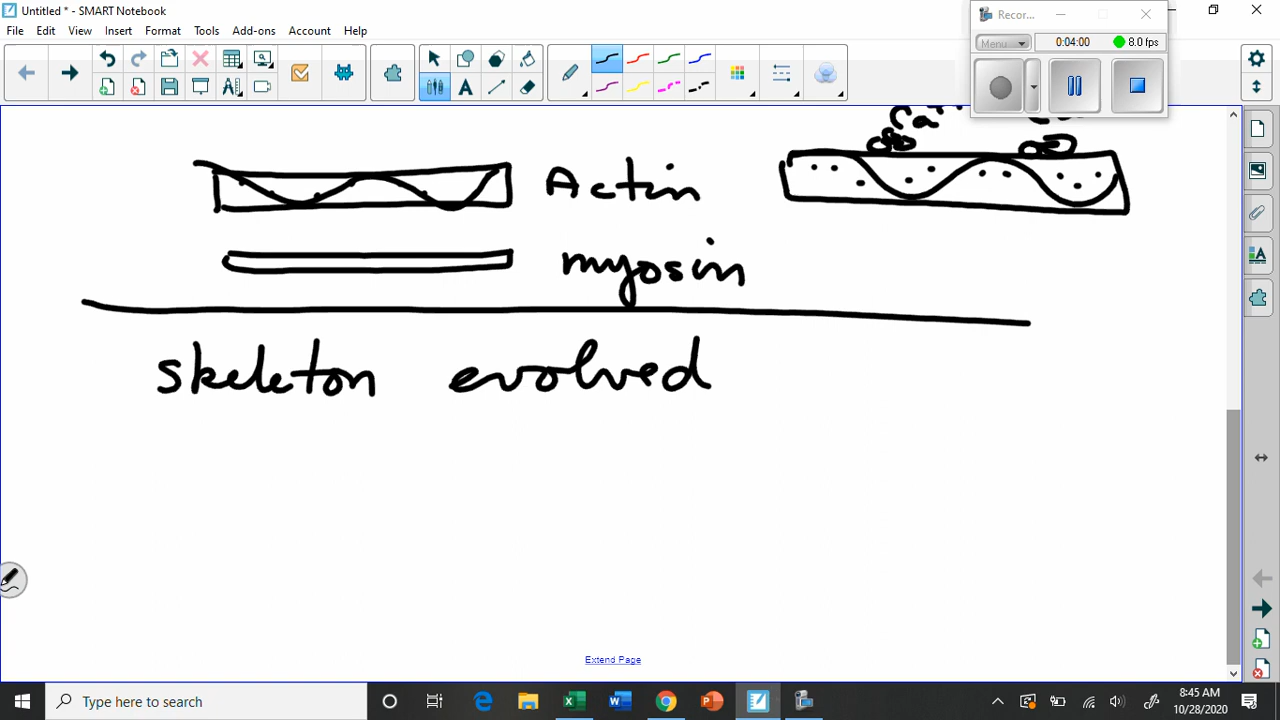 Untitled * - SMART Notebook
Recor...
File Edit View Insert Format Tools Add-ons Account Help
Menu 0:04:00 8.0 fps
Actin
myosin
skeleton evolved
Extend Page
Type here to search
8:45 AM
10/28/2020